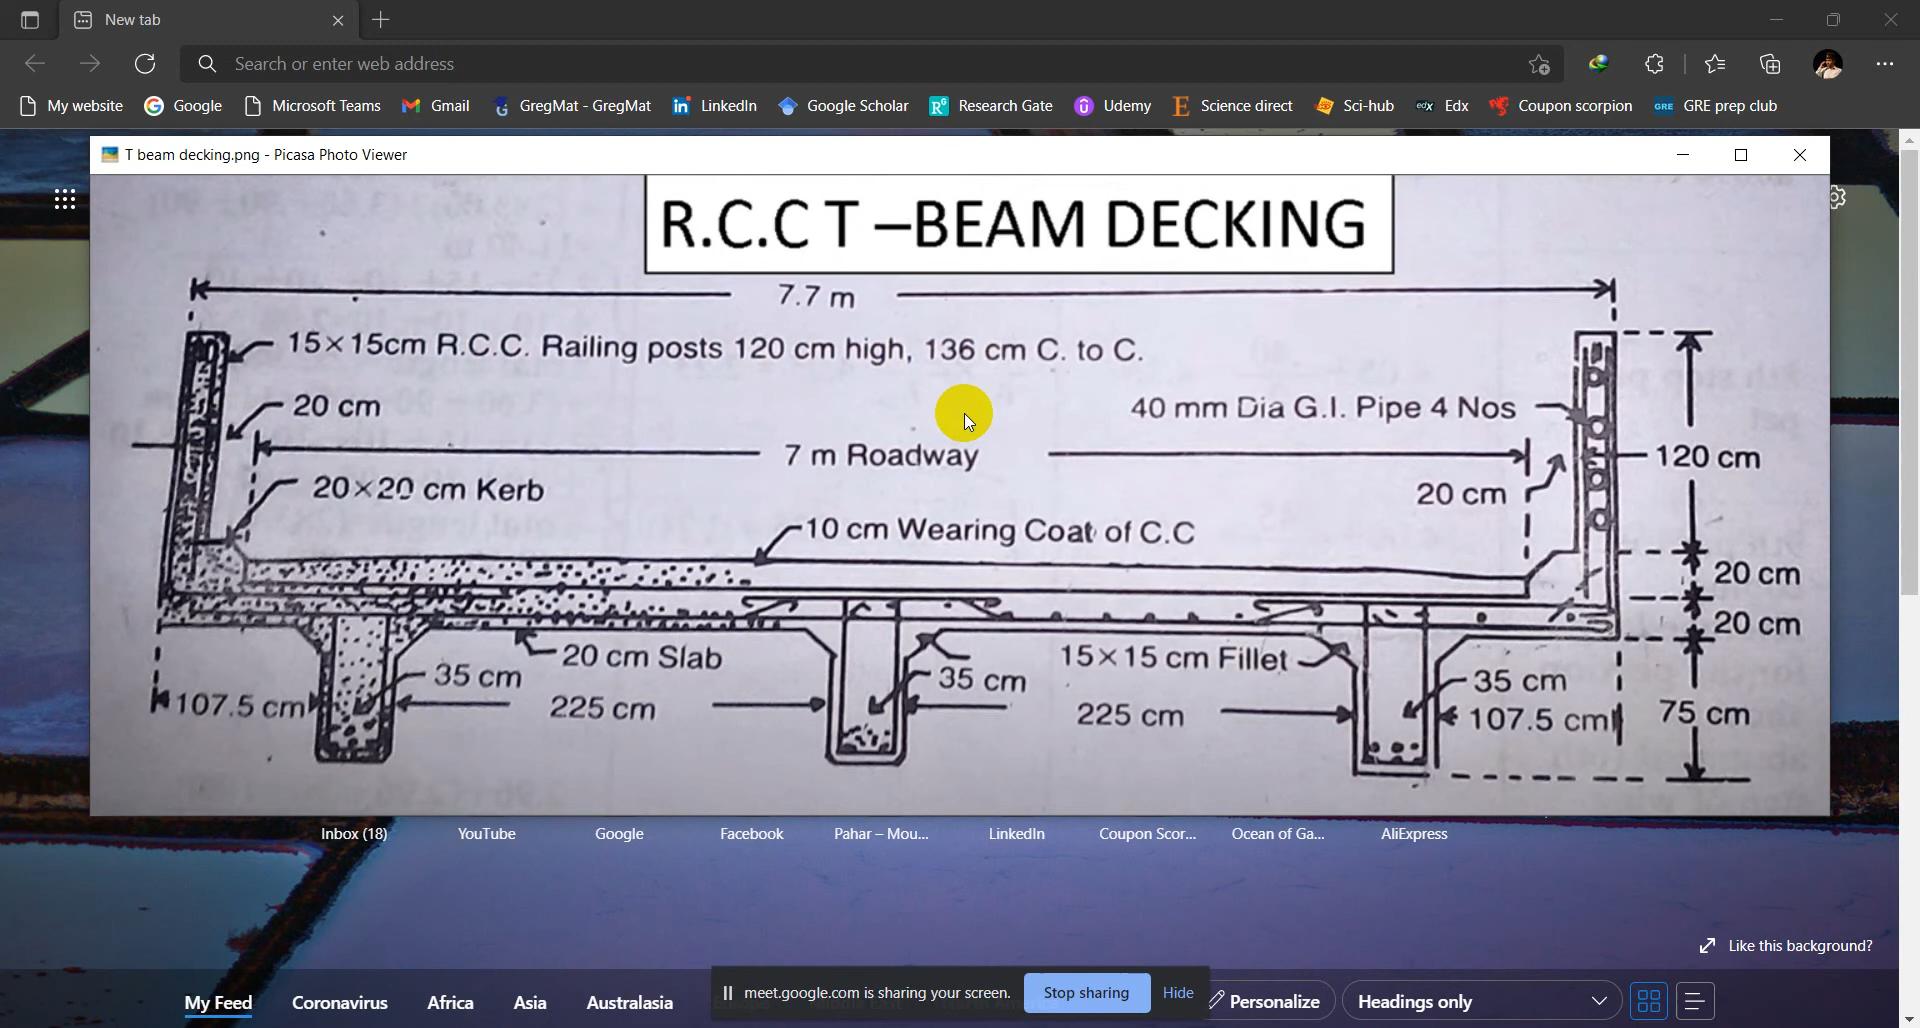 New tab
Search or enter web address
My website Google Microsoft Teams Gmail GregMat - GregMat LinkedIn Google Scholar Research Gate Udemy Science direct Sci-hub Edx Coupon scorpion GRE prep club
T beam decking.png - Picasa Photo Viewer
R.C.C T –BEAM DECKING
7.7 m
15×15cm R.C.C. Railing posts 120 cm high, 136 cm C. to C.
20 cm
40 mm Dia G.I. Pipe 4 Nos
7 m Roadway
120 cm
20×20 cm Kerb
20 cm
10 cm Wearing Coat of C.C
20 cm
20 cm
20 cm Slab
15×15 cm Fillet
35 cm
35 cm
35 cm
107.5 cm
225 cm
225 cm
107.5 cm
75 cm
Inbox (18) YouTube Google Facebook Pahar – Mou... LinkedIn Coupon Scor... Ocean of Ga... AliExpress
Like this background?
My Feed Coronavirus Africa Asia Australasia
meet.google.com is sharing your screen. Stop sharing Hide
Personalize Headings only